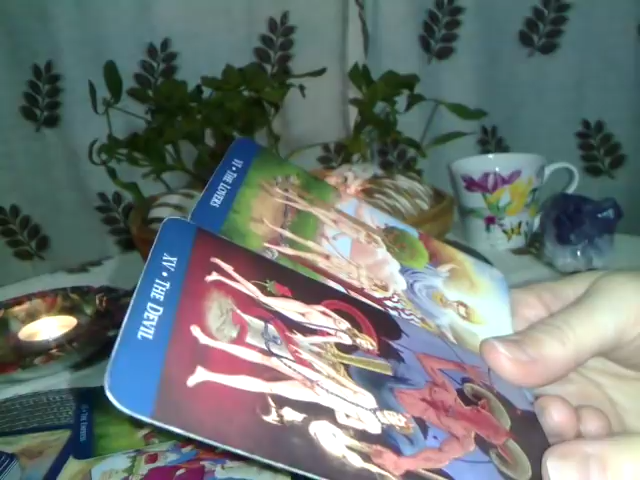 VI • THE LOVERS
XV • THE DEVIL